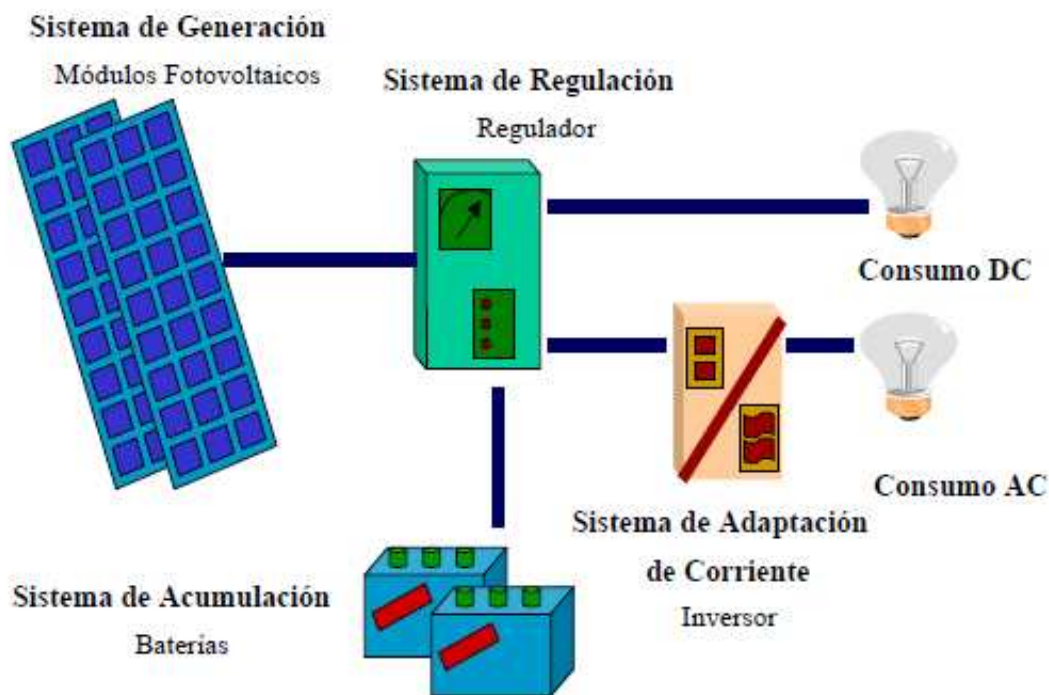 Sistema de Generación
Módulos Fotovoltaicos
Sistema de Regulación
Regulador
Consumo DC
Consumo AC
Sistema de Adaptación
de Corriente
Inversor
Sistema de Acumulación
Baterías